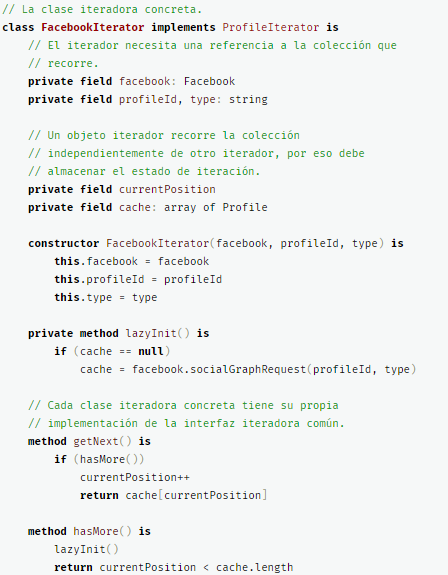 // La clase iteradora concreta.
class FacebookIterator implements ProfileIterator is
    // El iterador necesita una referencia a la colección que
    // recorre.
    private field facebook: Facebook
    private field profileId, type: string

    // Un objeto iterador recorre la colección
    // independientemente de otro iterador, por eso debe
    // almacenar el estado de iteración.
    private field currentPosition
    private field cache: array of Profile

    constructor FacebookIterator(facebook, profileId, type) is
        this.facebook = facebook
        this.profileId = profileId
        this.type = type

    private method lazyInit() is
        if (cache == null)
            cache = facebook.socialGraphRequest(profileId, type)

    // Cada clase iteradora concreta tiene su propia
    // implementación de la interfaz iteradora común.
    method getNext() is
        if (hasMore())
            currentPosition++
            return cache[currentPosition]

    method hasMore() is
        lazyInit()
        return currentPosition < cache.length